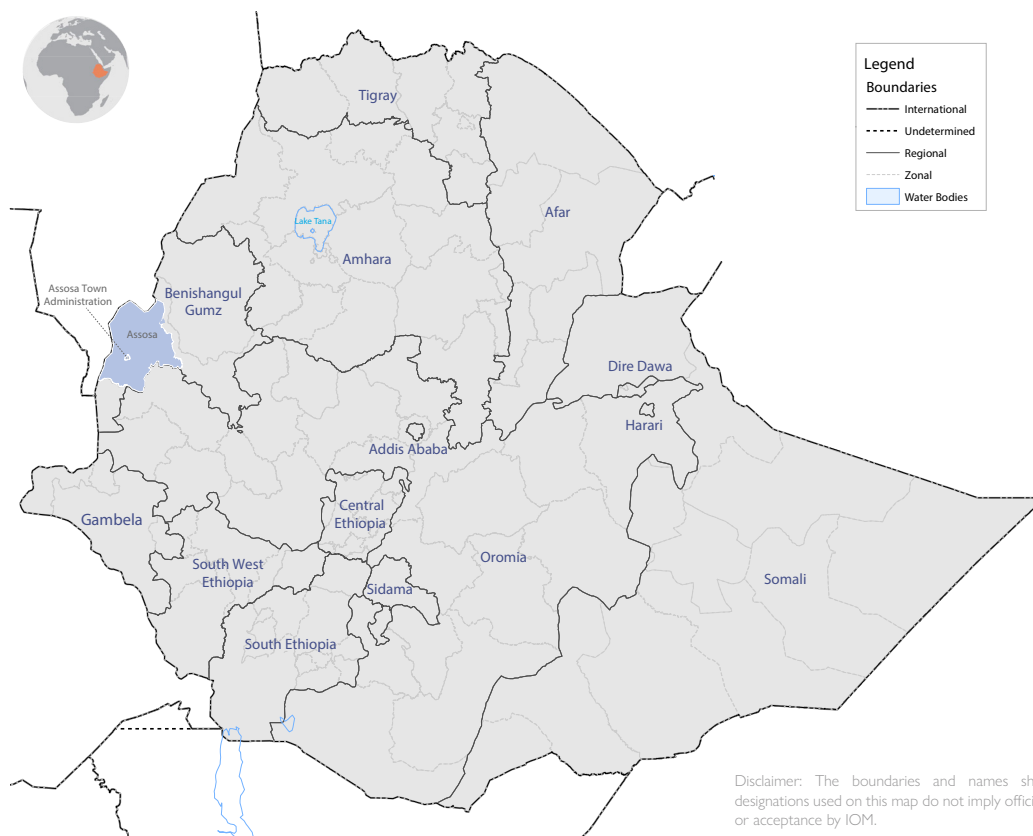 Legend
Boundaries
International
Undetermined
Regional
Zonal
Water Bodies
Tigray
Afar
Lake Tana
Amhara
Assosa Town
Administration
Benishangul
Gumz
Assosa
Dire Dawa
Harari
Addis Ababa
Central
Ethiopia
Gambela
Oromia
South West
Ethiopia
Sidama
Somali
South Ethiopia
Disclaimer: The boundaries and names sh
designations used on this map do not imply offici
or acceptance by IOM.